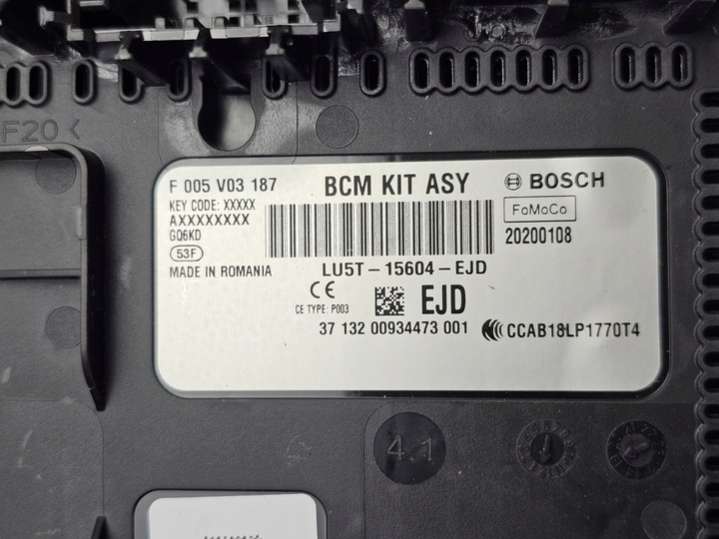 F20<
F 005 V03 187
BCM KIT ASY
BOSCH
KEY CODE: XXXXX
AXXXXXXXX
GQ6KD
FoMoCo
20200108
53F
MADE IN ROMANIA
LU5T-15604-EJD
CE
CE TYPE: P003
EJD
37 132 00934473 001
CCAB18LP1770T4
4.1